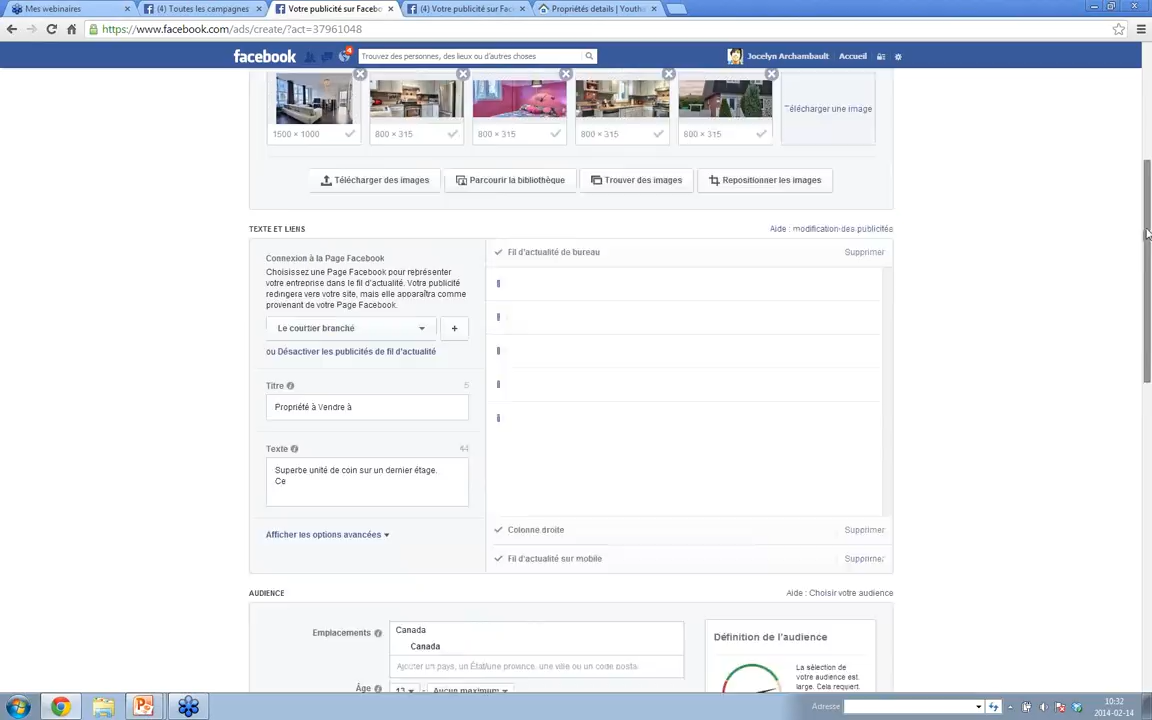 Mes webinaires
(4) Toutes les campagnes
Votre publicité sur Facebo
(4) Votre publicité sur Face
Propriétés details | Youtha
https://www.facebook.com/ads/create/?act=37961048
facebook
4
Trouvez des personnes, des lieux ou d'autres choses
Jocelyn Archambault
Accueil
1500 × 1000
800 × 315
800 × 315
800 × 315
800 × 315
Télécharger une image
Télécharger des images
Parcourir la bibliothèque
Trouver des images
Repositionner les images
TEXTE ET LIENS
Aide : modification des publicités
Connexion à la Page Facebook
Choisissez une Page Facebook pour représenter
votre entreprise dans le fil d'actualité. Votre publicité
redirigera vers votre site, mais elle apparaîtra comme
provenant de votre Page Facebook.
Le courtier branché
+
ou Désactiver les publicités de fil d'actualité
Titre
5
Propriété à Vendre à
Texte
44
Superbe unité de coin sur un dernier étage.
Ce
Afficher les options avancées
Fil d'actualité de bureau
Supprimer
Colonne droite
Supprimer
Fil d'actualité sur mobile
Supprimer
AUDIENCE
Aide : Choisir votre audience
Emplacements
Canada
Canada
Ajouter un pays, un État/une province, une ville ou un code postal
Âge
13
-
Aucun maximum
Définition de l'audience
La sélection de
votre audience est
large. Cela requert
Adresse
10:32
2014-02-14